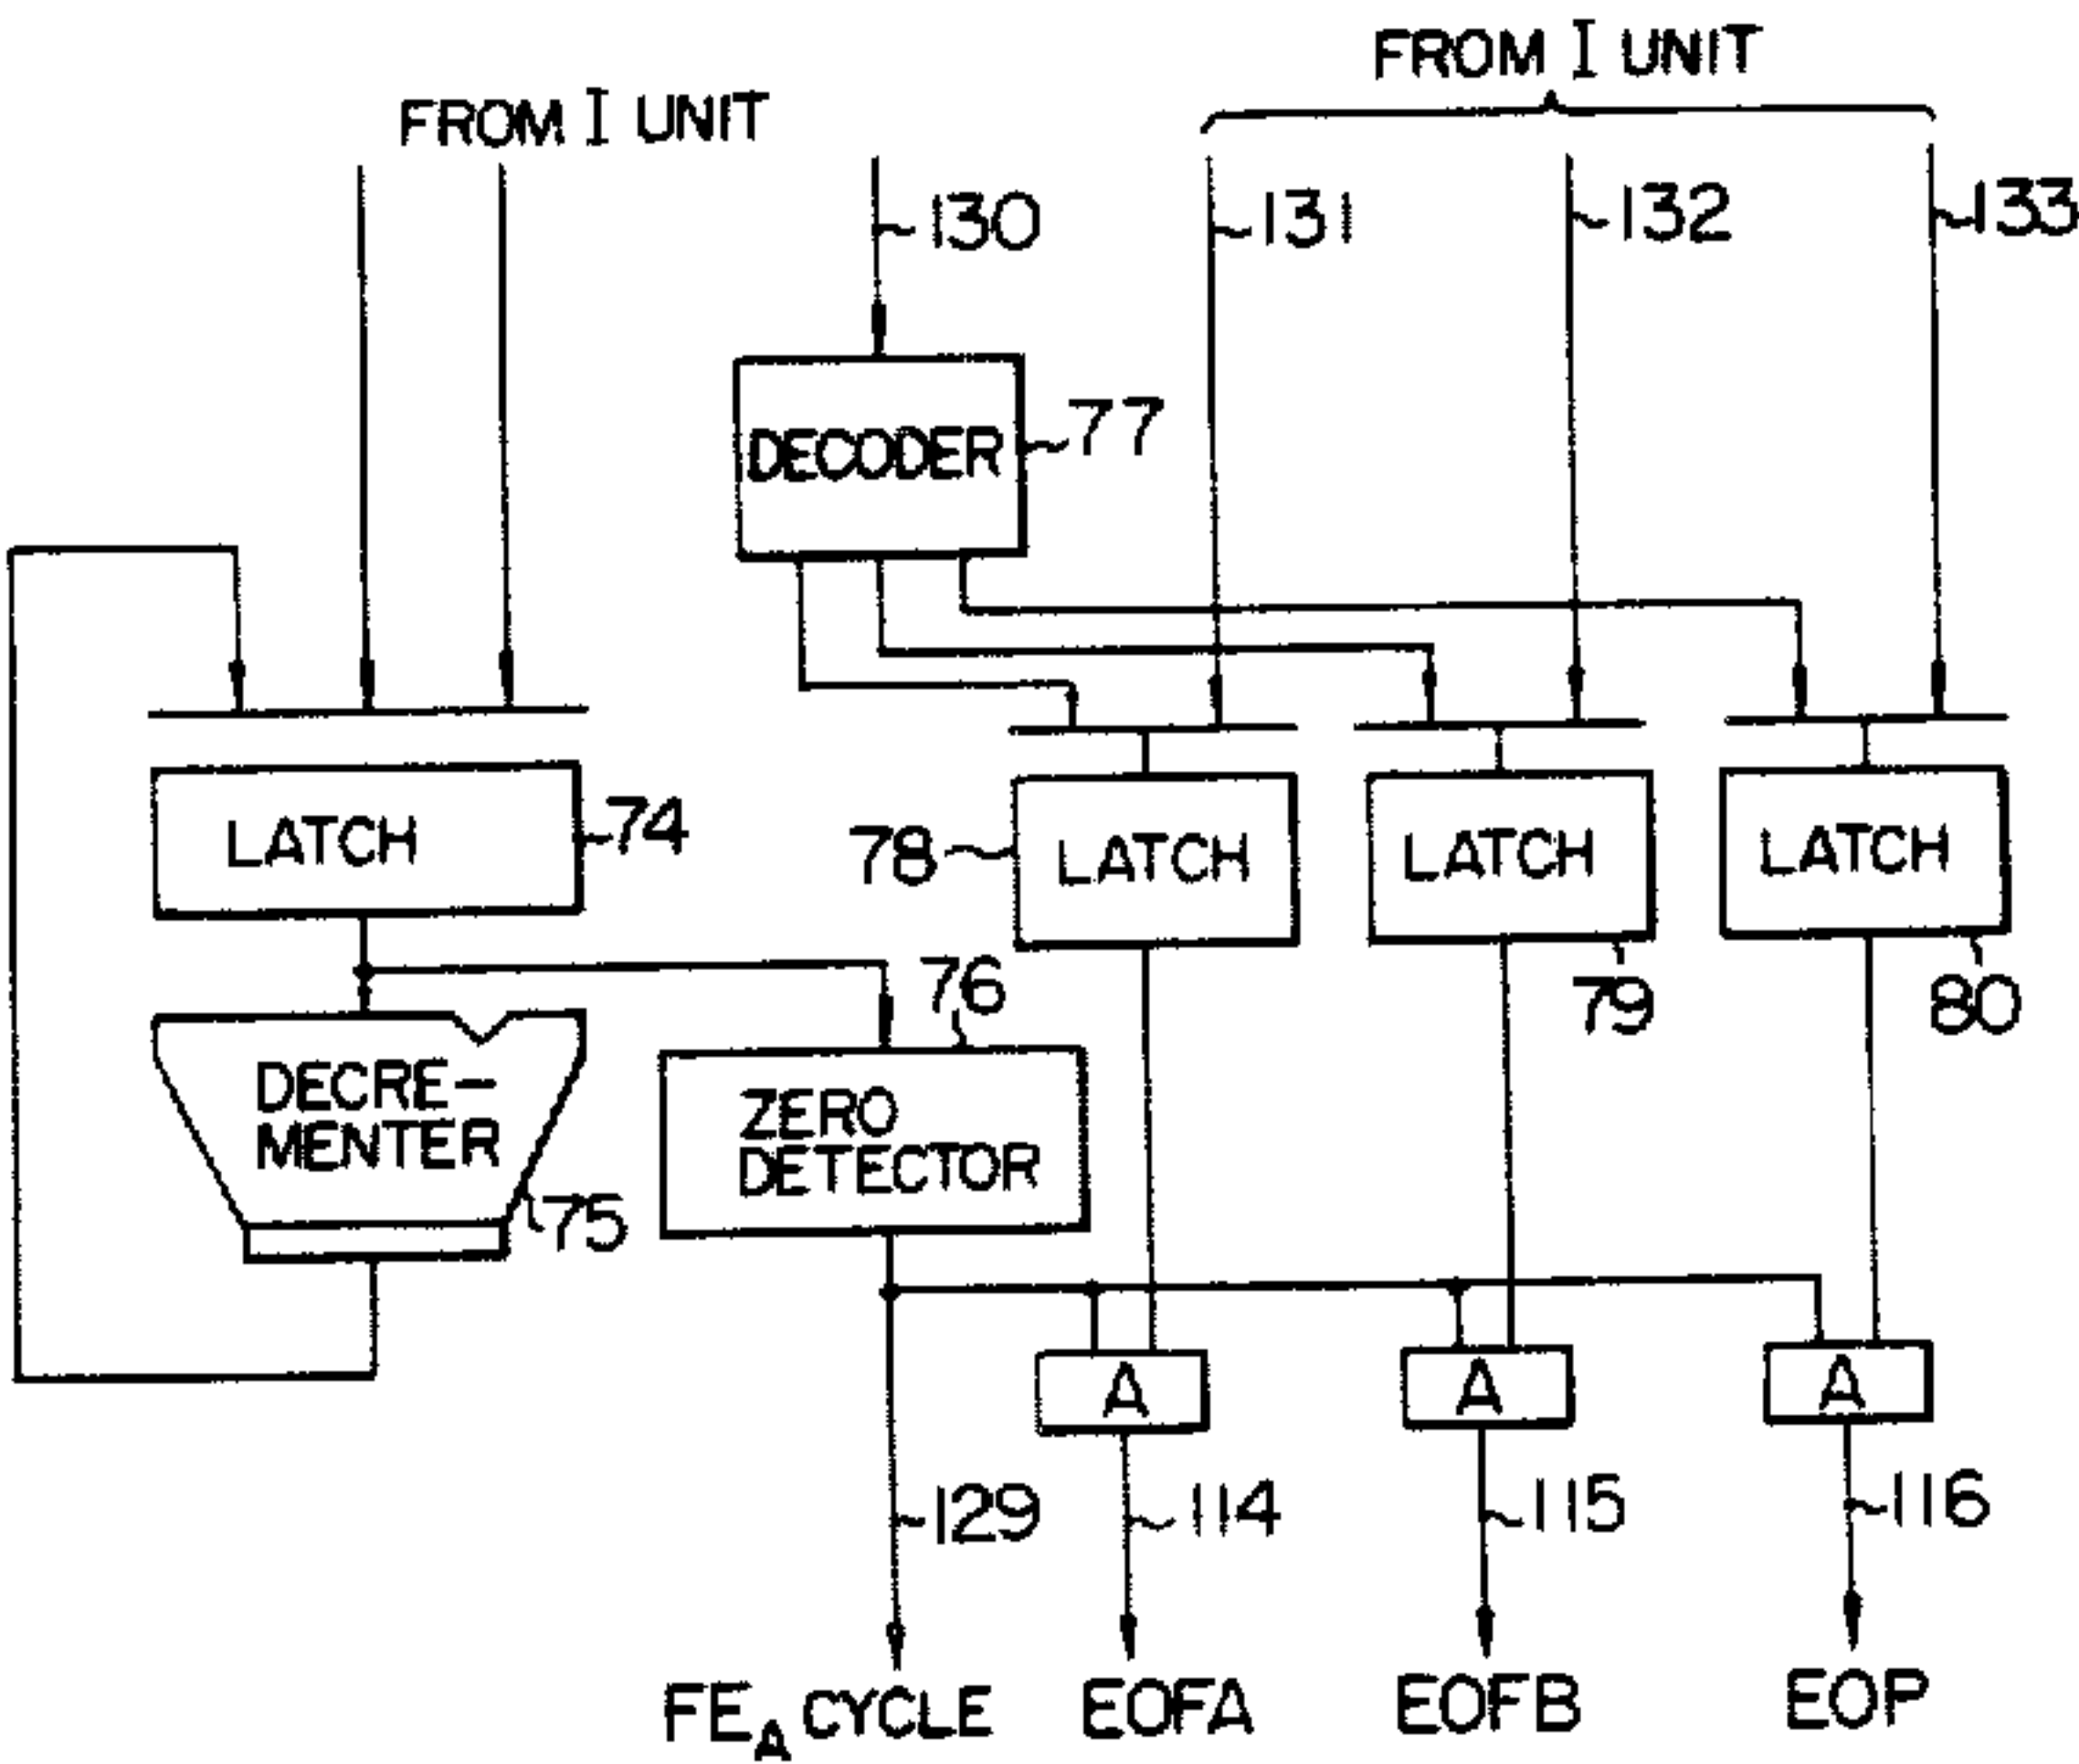 FROM I UNIT
FROM I UNIT
130
131
132
133
DECODER
77
LATCH
74
78
LATCH
LATCH
LATCH
79
80
76
DECRE-
MENTER
75
ZERO
DETECTOR
A
A
A
129
114
115
116
FEA CYCLE
EOFA
EOFB
EOP